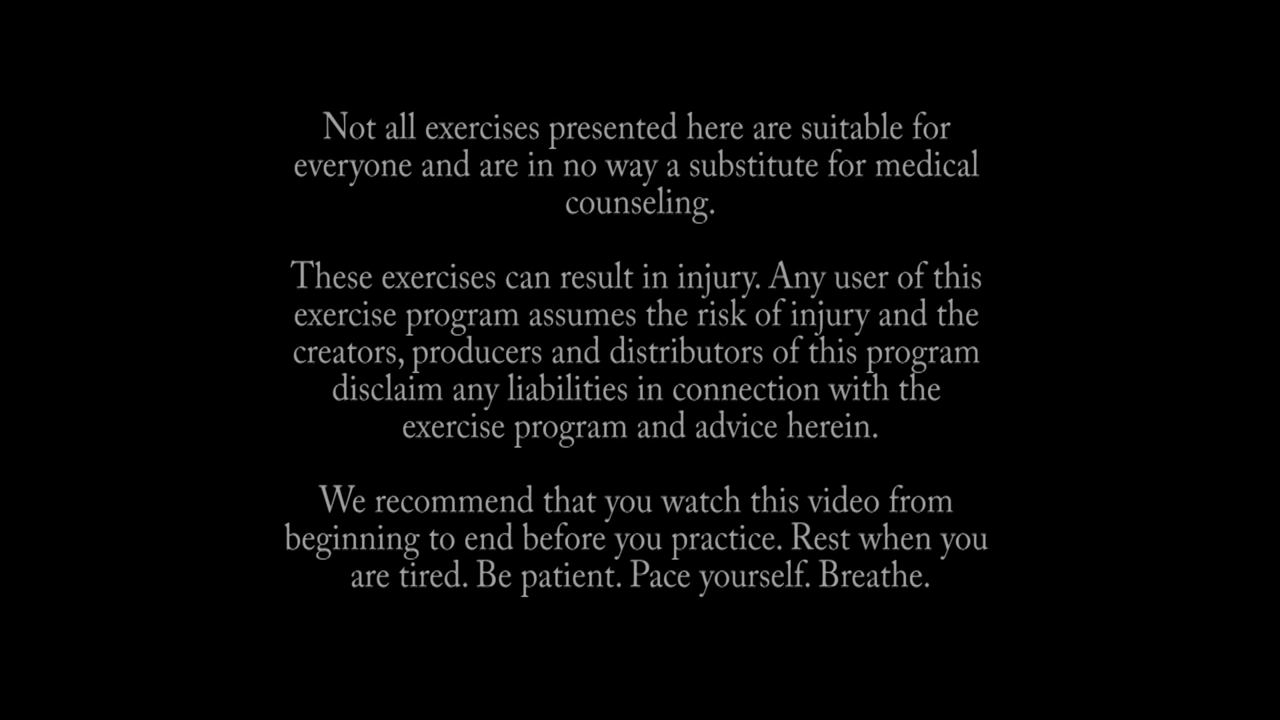 Not all exercises presented here are suitable for
everyone and are in no way a substitute for medical
counseling.
These exercises can result in injury. Any user of this
exercise program assumes the risk of injury and the
creators, producers and distributors of this program
disclaim any liabilities in connection with the
exercise program and advice herein.
We recommend that you watch this video from
beginning to end before you practice. Rest when you
are tired. Be patient. Pace yourself. Breathe.